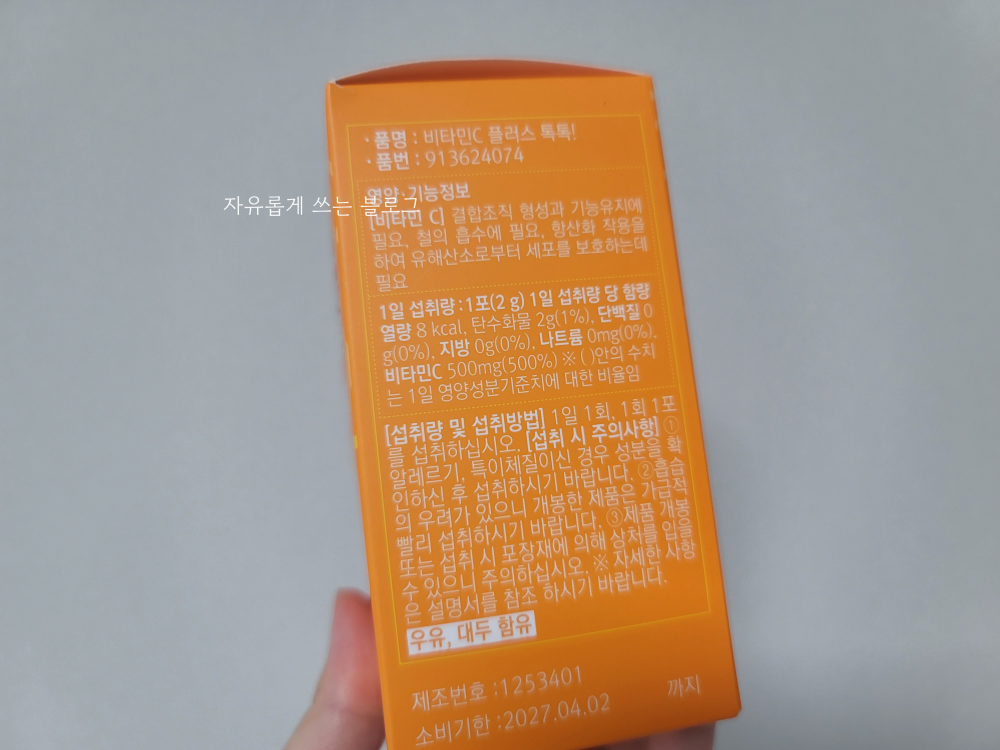 · 품명 : 비타민C 플러스 톡톡!
· 품번 : 913624074
영양·기능정보
자유롭게 쓰는 블로그
[비타민 C] 결합조직 형성과 기능유지에
필요, 철의 흡수에 필요, 항산화 작용을
하여 유해산소로부터 세포를 보호하는데
필요
1일 섭취량 : 1포(2 g) 1일 섭취량 당 함량
열량 8 kcal, 탄수화물 2g(1%), 단백질 0
g(0%), 지방 0g(0%), 나트륨 0mg(0%),
비타민C 500mg(500%) ※ ( )안의 수치
는 1일 영양성분기준치에 대한 비율임
[섭취량 및 섭취방법] 1일 1회, 1회 1포
를 섭취하십시오. [섭취 시 주의사항] ①
알레르기, 특이체질이신 경우 성분을 확
인하신 후 섭취하시기 바랍니다. ②흡습
의 우려가 있으니 개봉한 제품은 가급적
빨리 섭취하시기 바랍니다. ③제품 개봉
또는 섭취 시 포장재에 의해 상처를 입을
수 있으니 주의하십시오. ※ 자세한 사항
은 설명서를 참조 하시기 바랍니다.
우유, 대두 함유
제조번호 :1253401
소비기한 :2027.04.02 까지